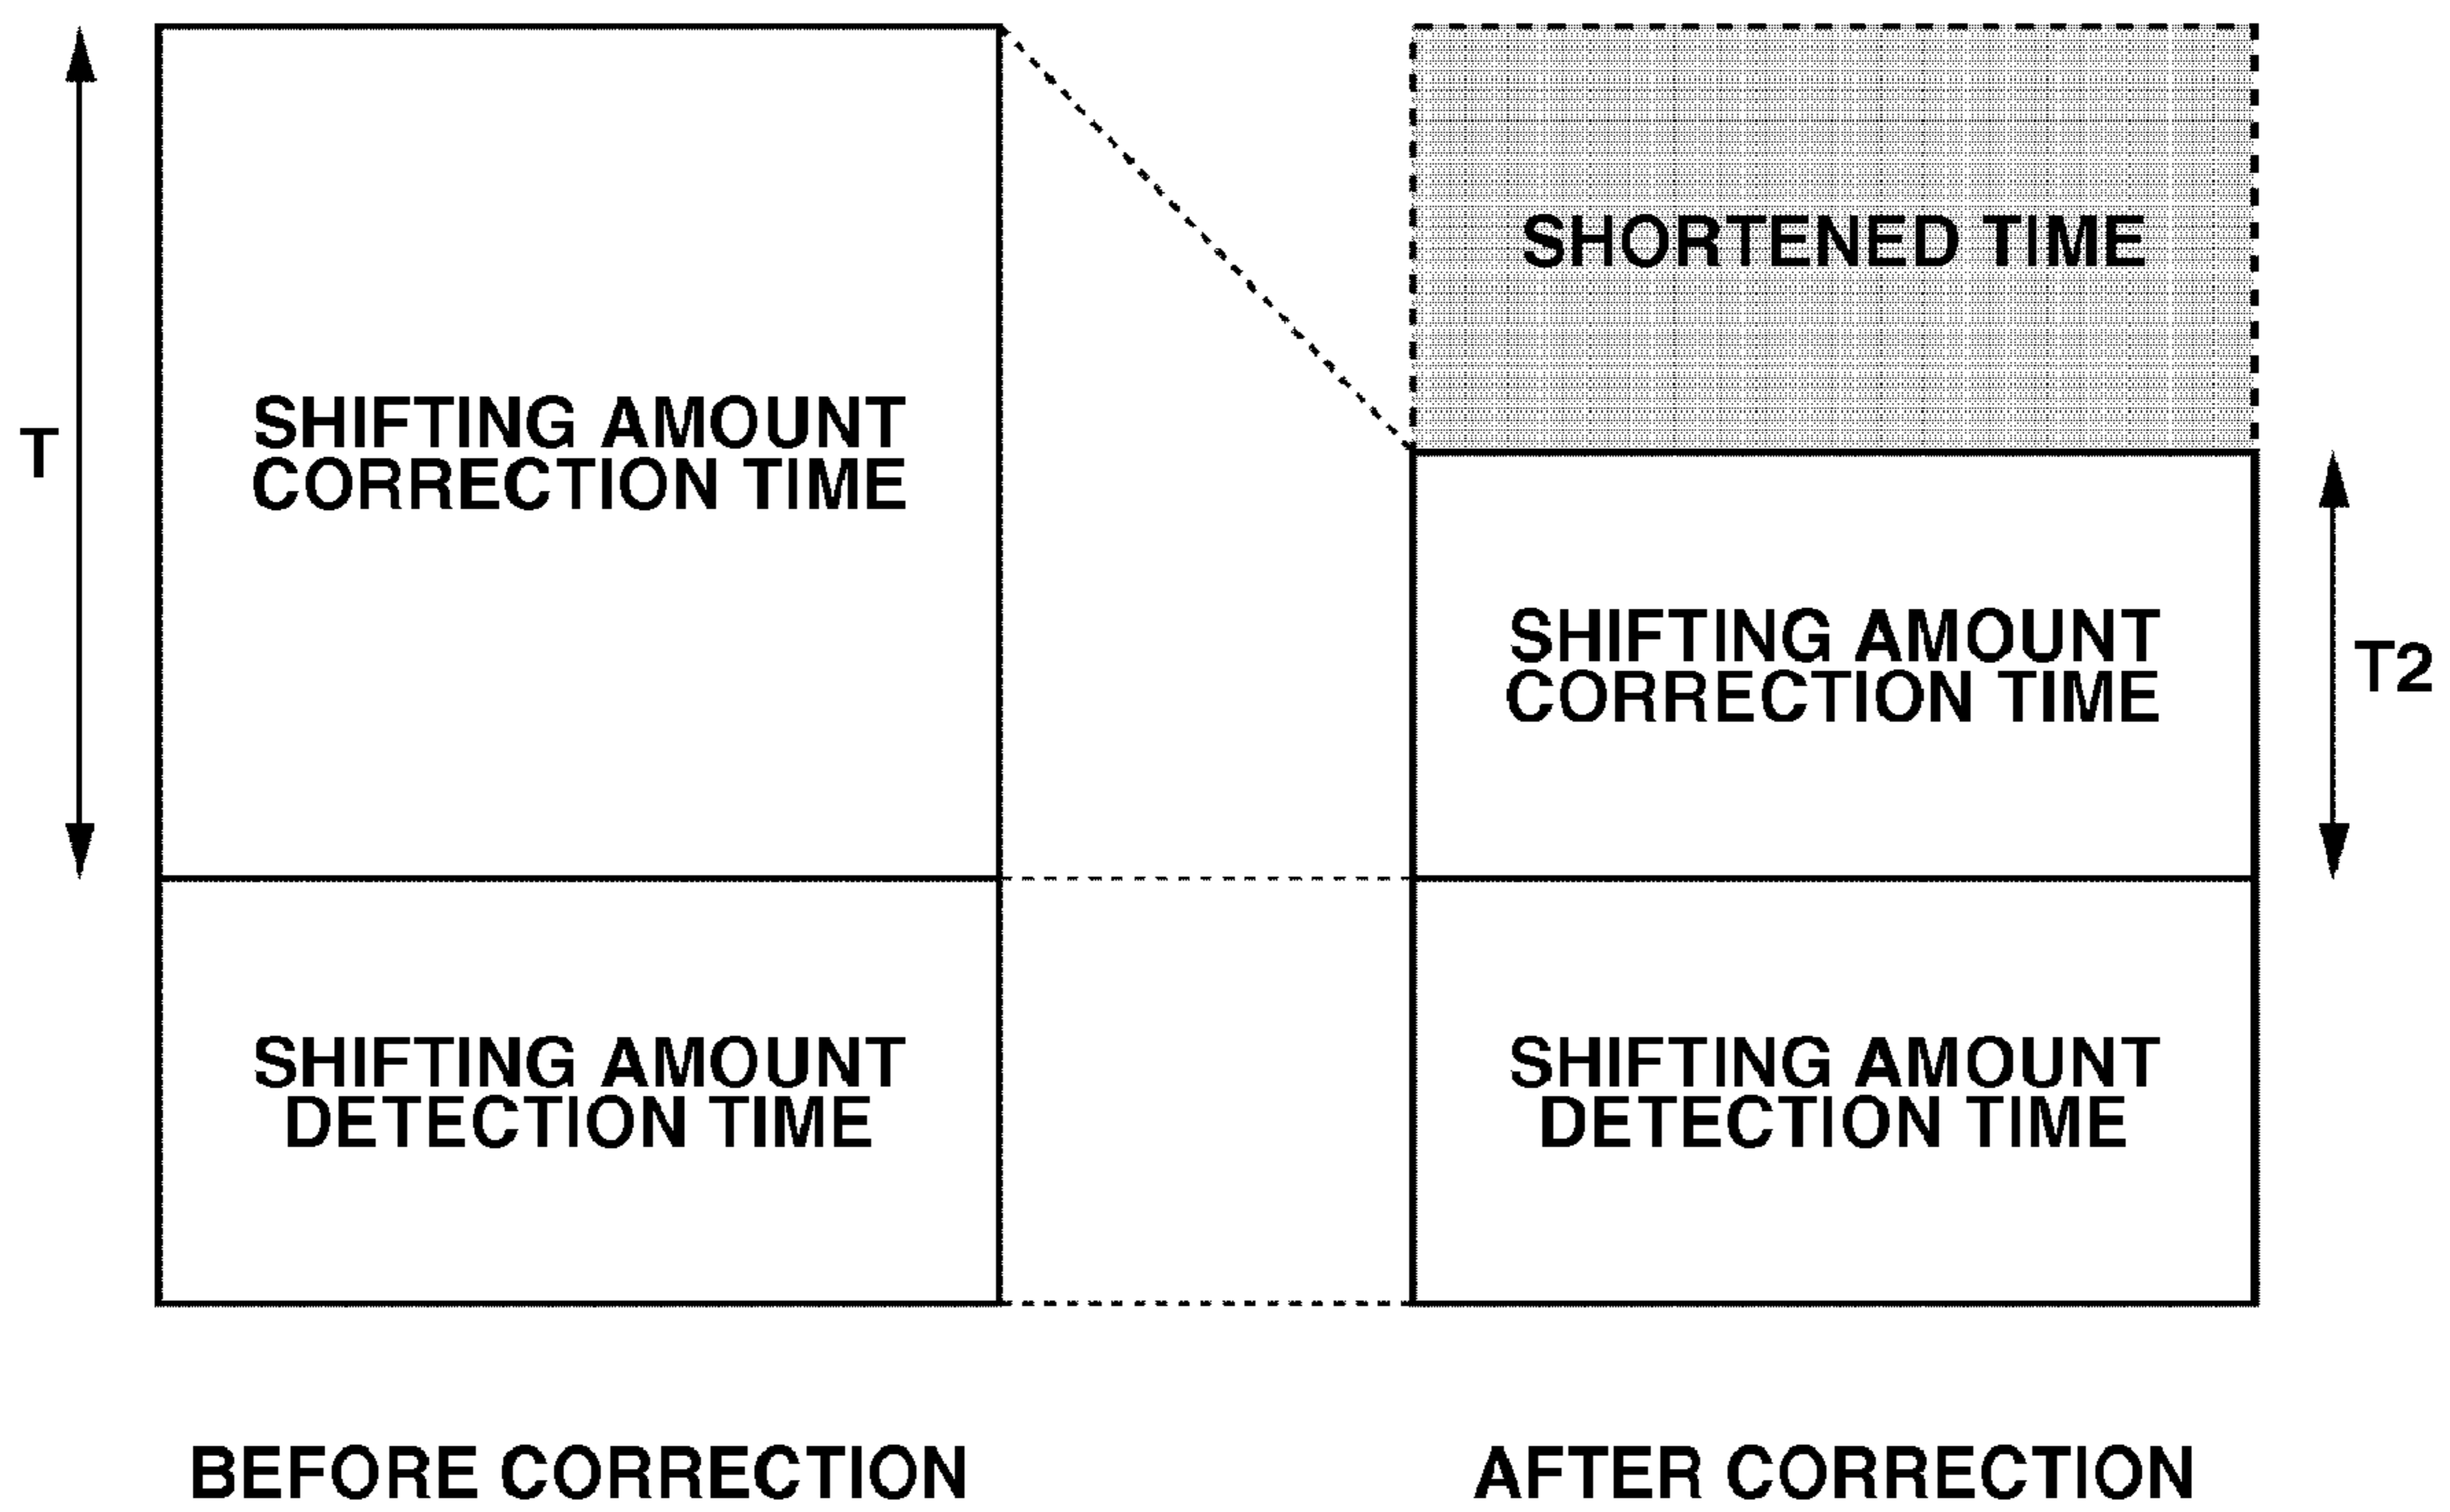 T
SHIFTING AMOUNT
CORRECTION TIME
SHIFTING AMOUNT
DETECTION TIME
BEFORE CORRECTION
SHORTENED TIME
SHIFTING AMOUNT
CORRECTION TIME
T2
SHIFTING AMOUNT
DETECTION TIME
AFTER CORRECTION